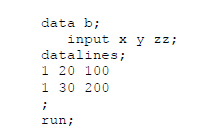 data b;
input x y zz;
datalines;
1 20 100
1 30 200
;
run;